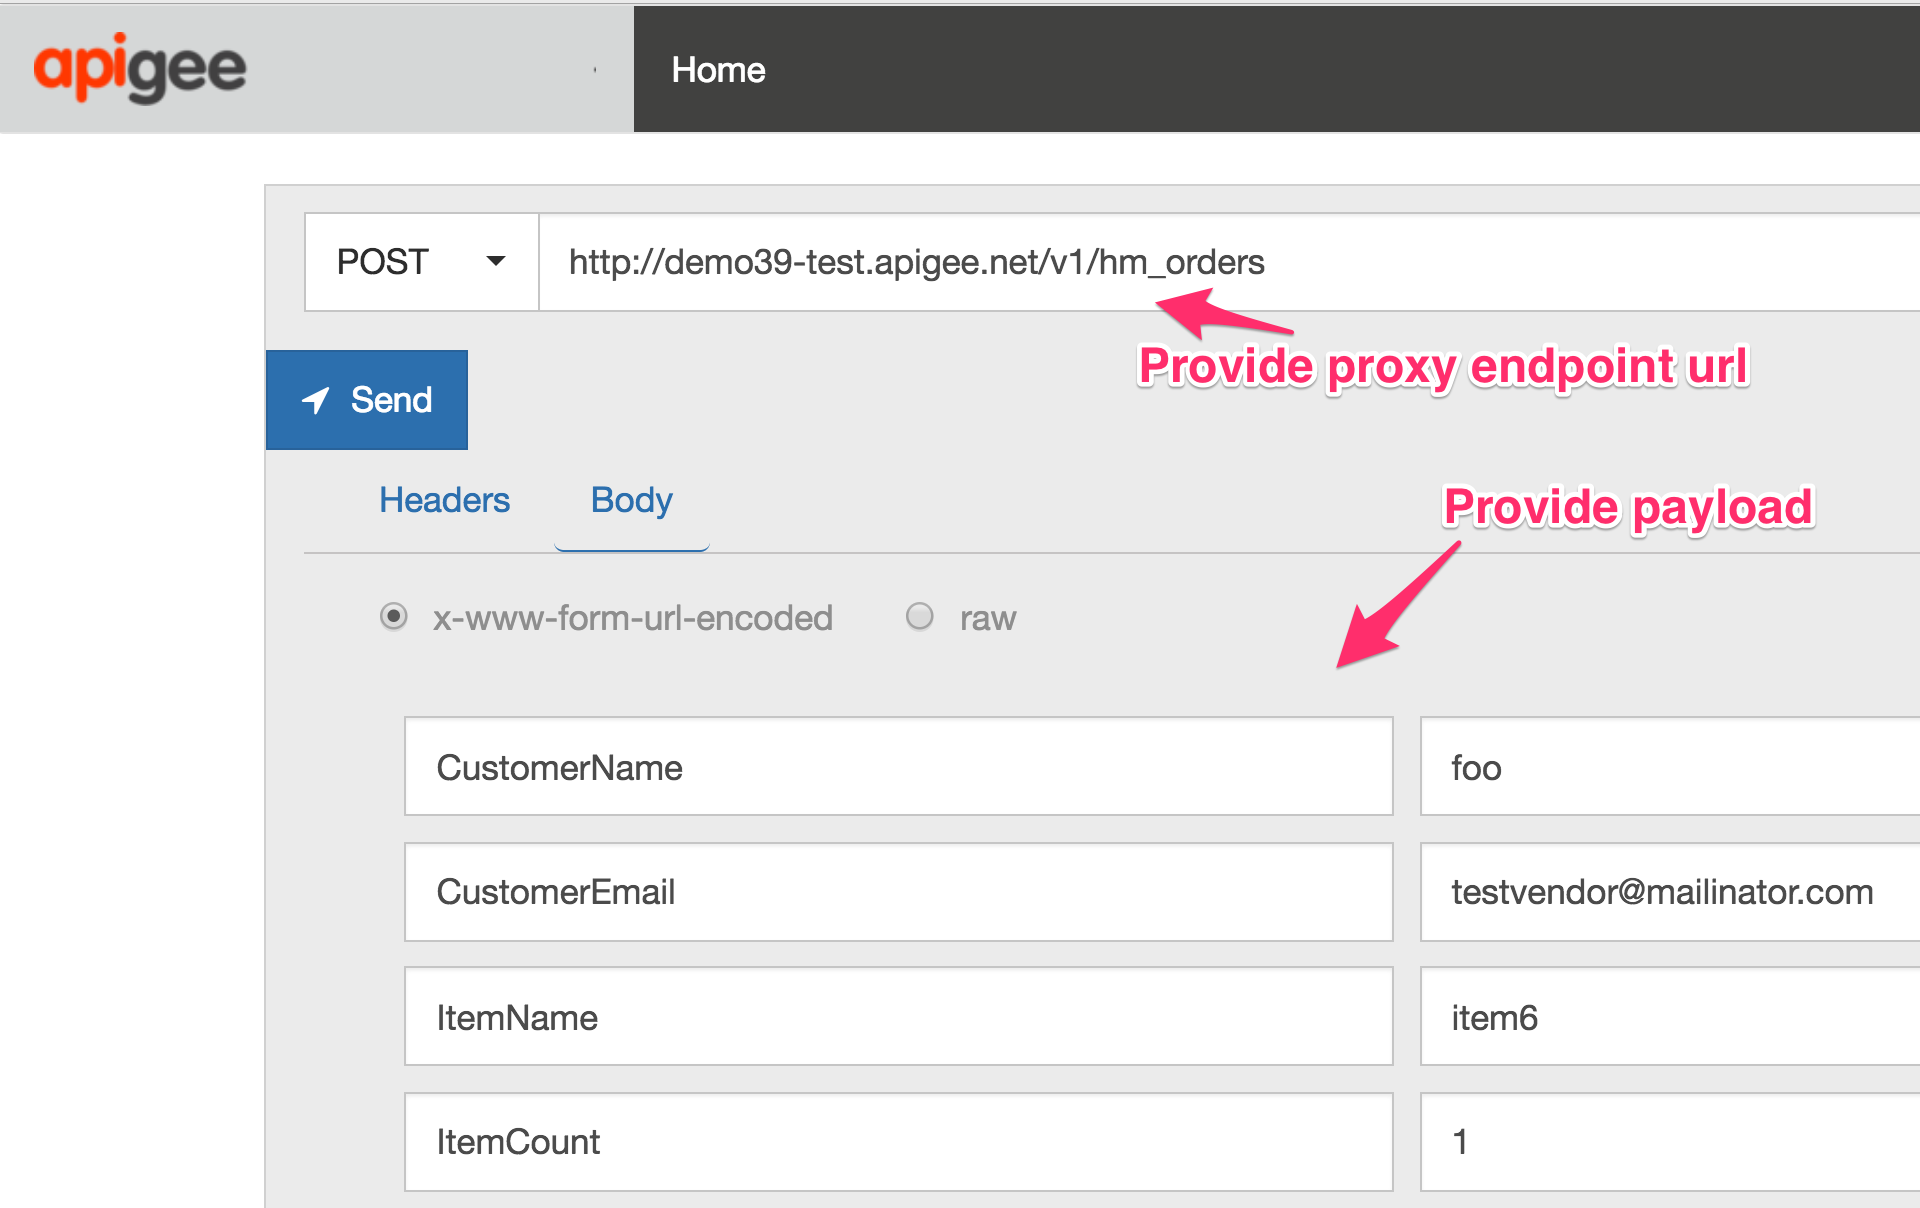 apigee
Home
POST
http://demo39-test.apigee.net/v1/hm_orders
Provide proxy endpoint url
Send
Headers
Body
Provide payload
x-www-form-url-encoded
raw
CustomerName
foo
CustomerEmail
testvendor@mailinator.com
ItemName
item6
ItemCount
1